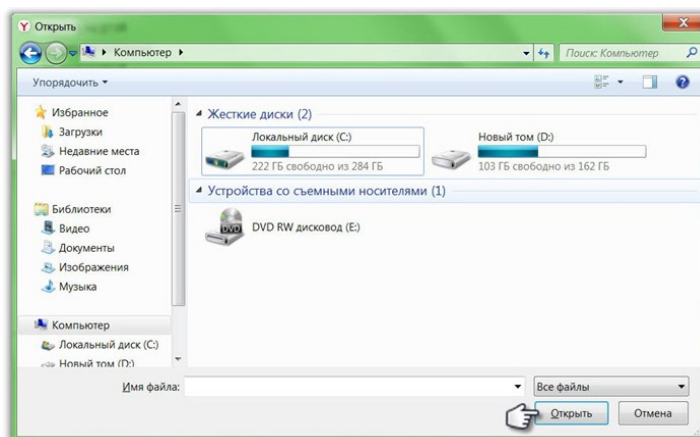 Открыть
Компьютер
Поиск: Компьютер
Упорядочить
Избранное
Загрузки
Недавние места
Рабочий стол
Библиотеки
Видео
Документы
Изображения
Музыка
Компьютер
Локальный диск (C:)
Новый том (D:)
Жесткие диски (2)
Локальный диск (C:)
222 ГБ свободно из 284 ГБ
Новый том (D:)
103 ГБ свободно из 162 ГБ
Устройства со съемными носителями (1)
DVD
DVD RW дисковод (E:)
Имя файла:
Все файлы
Открыть
Отмена